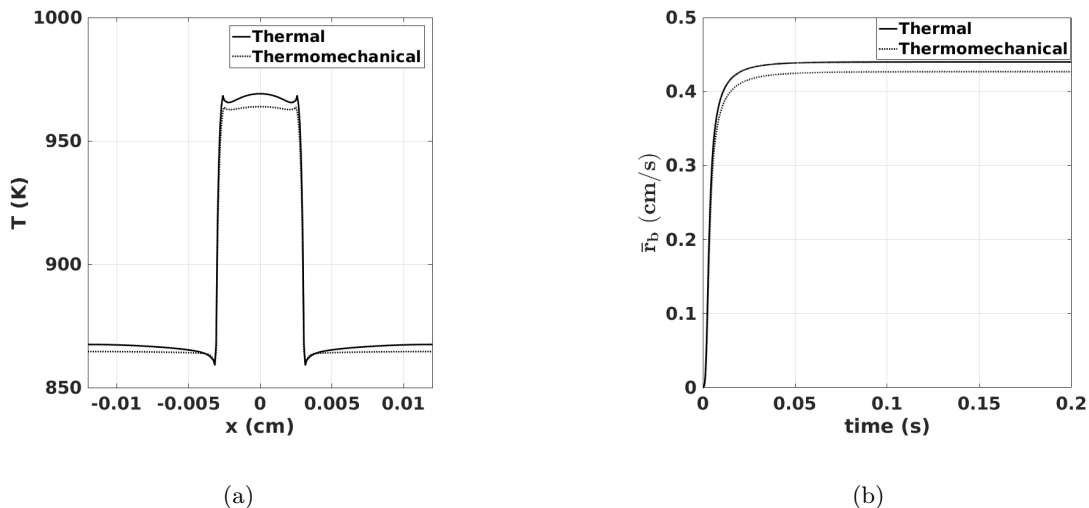 1000
950
900
850
T (K)
-0.01 -0.005 0 0.005 0.01
x (cm)
Thermal
Thermomechanical
(a)
0.5
0.4
0.3
0.2
0.1
0
r̄b (cm/s)
0 0.05 0.1 0.15 0.2
time (s)
Thermal
Thermomechanical
(b)